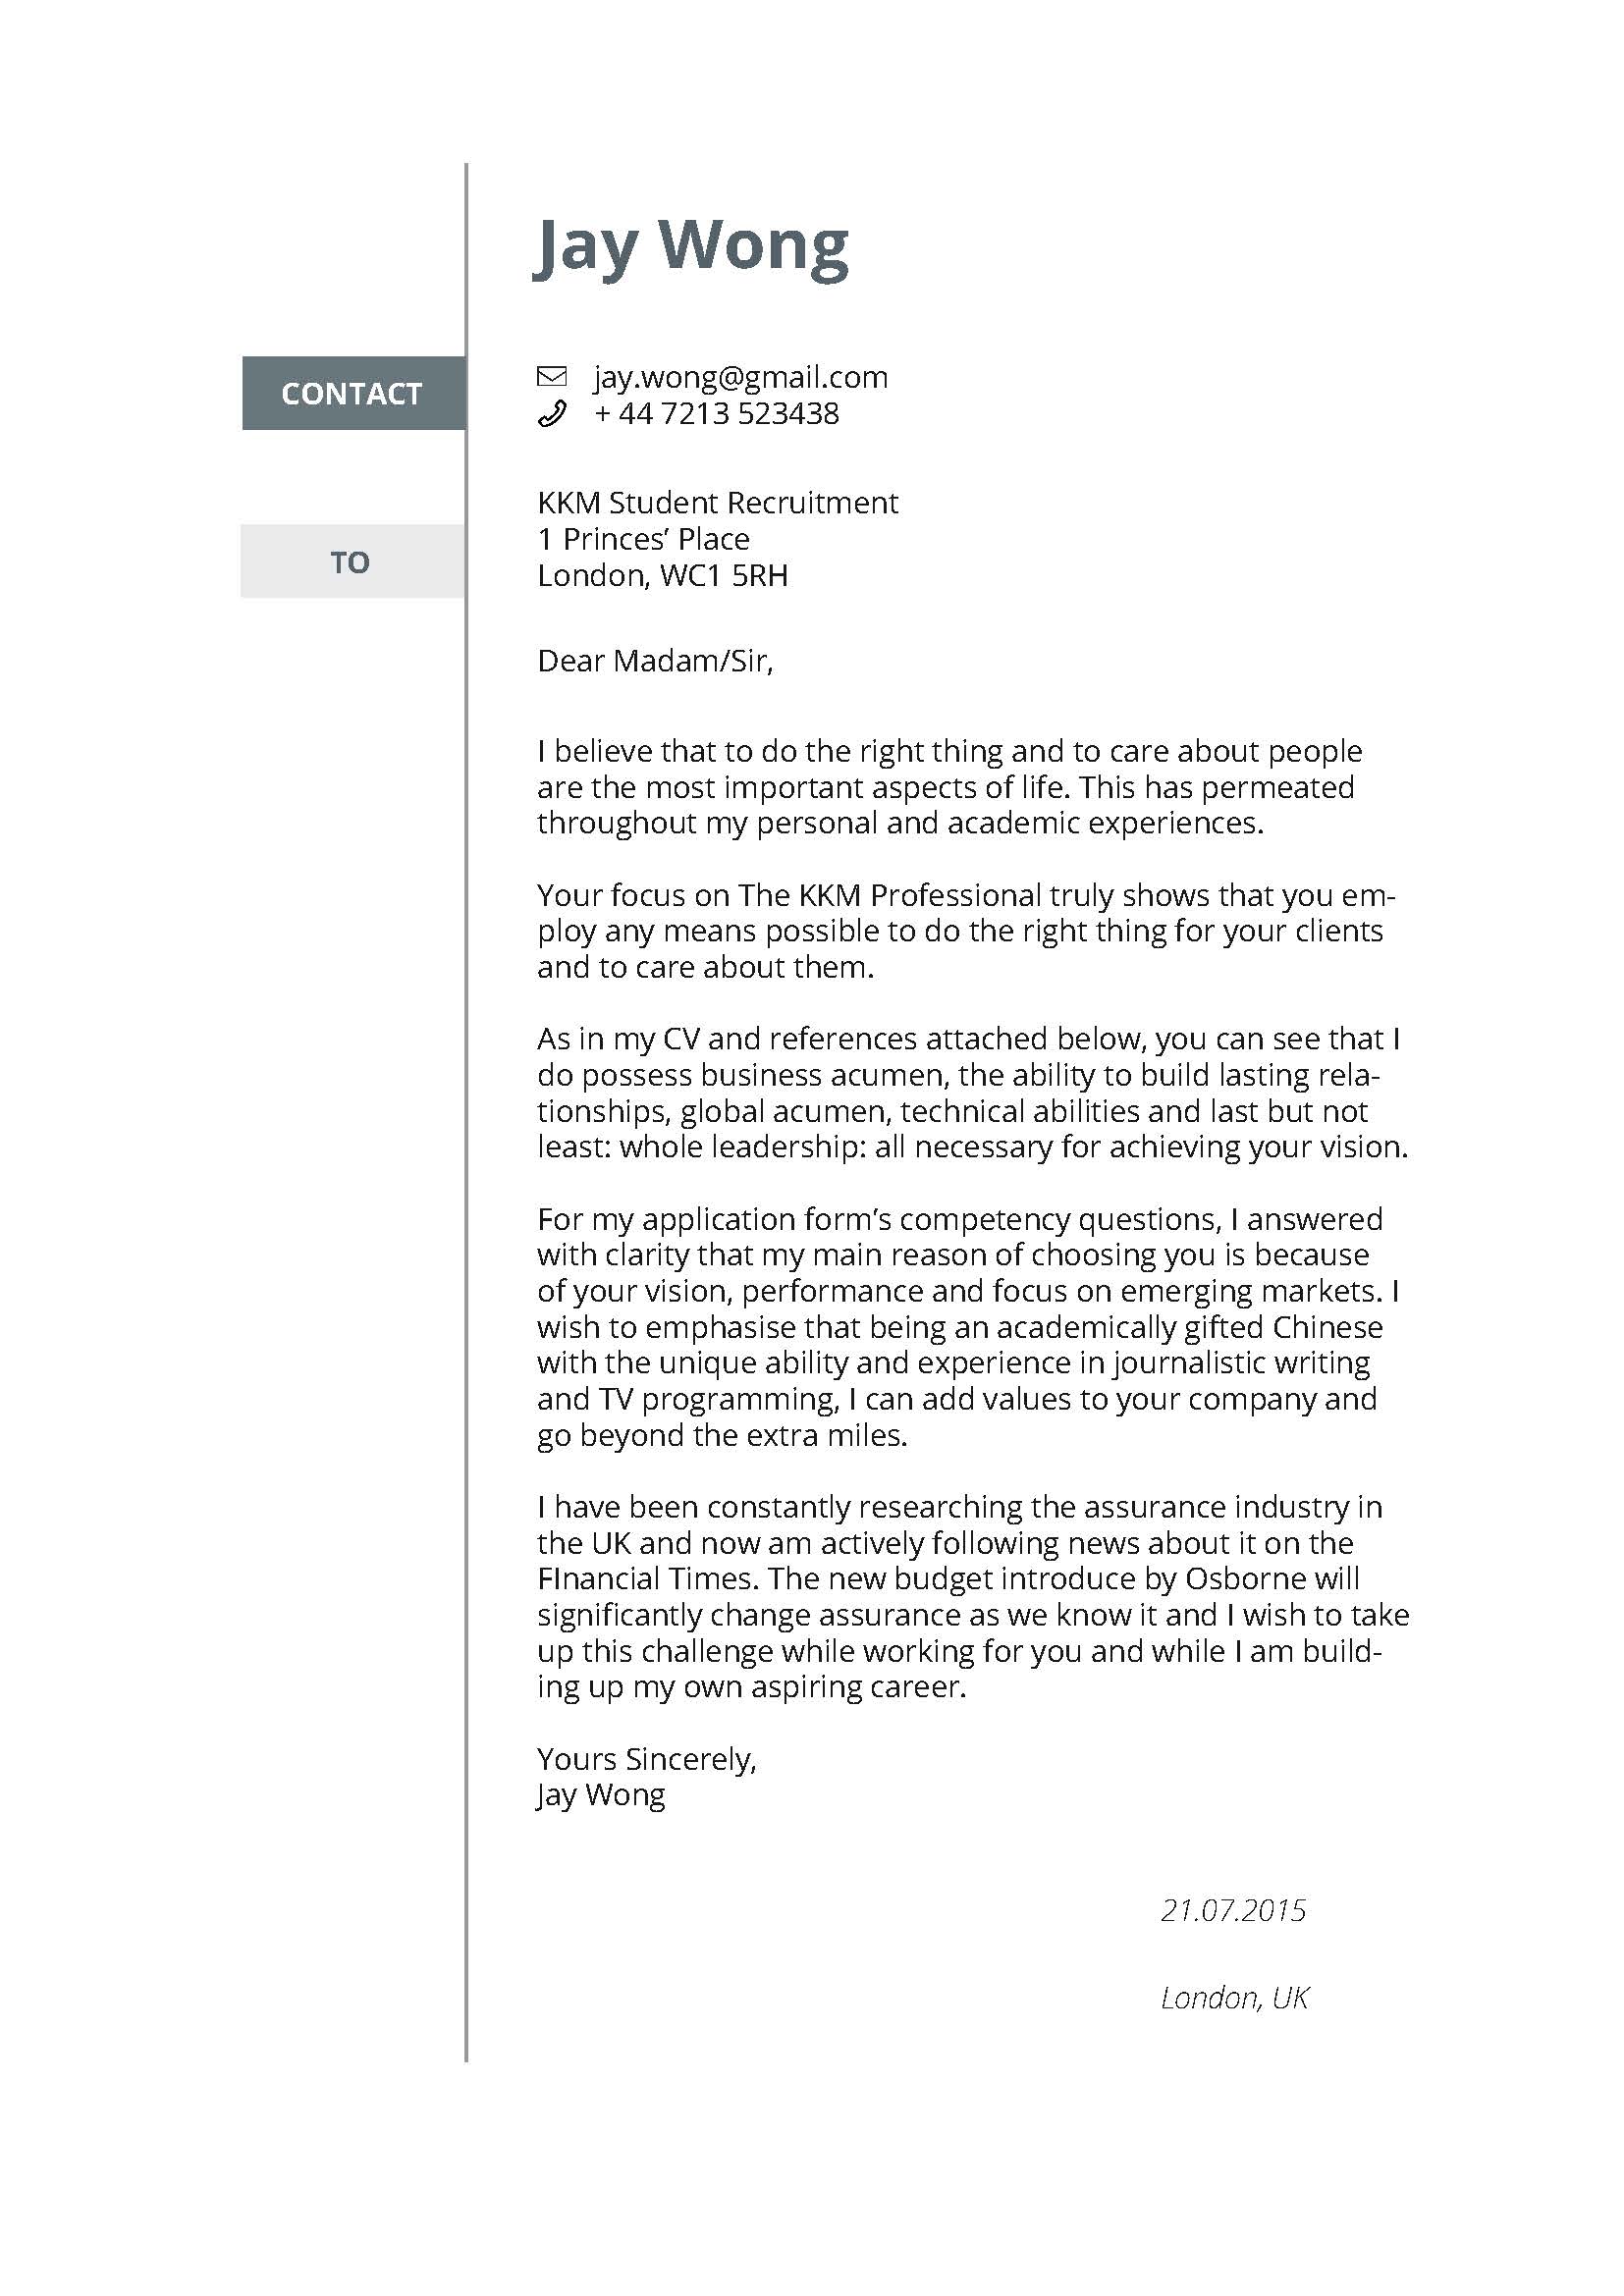 Jay Wong
CONTACT
jay.wong@gmail.com
+ 44 7213 523438
TO
KKM Student Recruitment
1 Princes’ Place
London, WC1 5RH
Dear Madam/Sir,
I believe that to do the right thing and to care about people
are the most important aspects of life. This has permeated
throughout my personal and academic experiences.
Your focus on The KKM Professional truly shows that you em-
ploy any means possible to do the right thing for your clients
and to care about them.
As in my CV and references attached below, you can see that I
do possess business acumen, the ability to build lasting rela-
tionships, global acumen, technical abilities and last but not
least: whole leadership: all necessary for achieving your vision.
For my application form’s competency questions, I answered
with clarity that my main reason of choosing you is because
of your vision, performance and focus on emerging markets. I
wish to emphasise that being an academically gifted Chinese
with the unique ability and experience in journalistic writing
and TV programming, I can add values to your company and
go beyond the extra miles.
I have been constantly researching the assurance industry in
the UK and now am actively following news about it on the
FInancial Times. The new budget introduce by Osborne will
significantly change assurance as we know it and I wish to take
up this challenge while working for you and while I am build-
ing up my own aspiring career.
Yours Sincerely,
Jay Wong
21.07.2015
London, UK